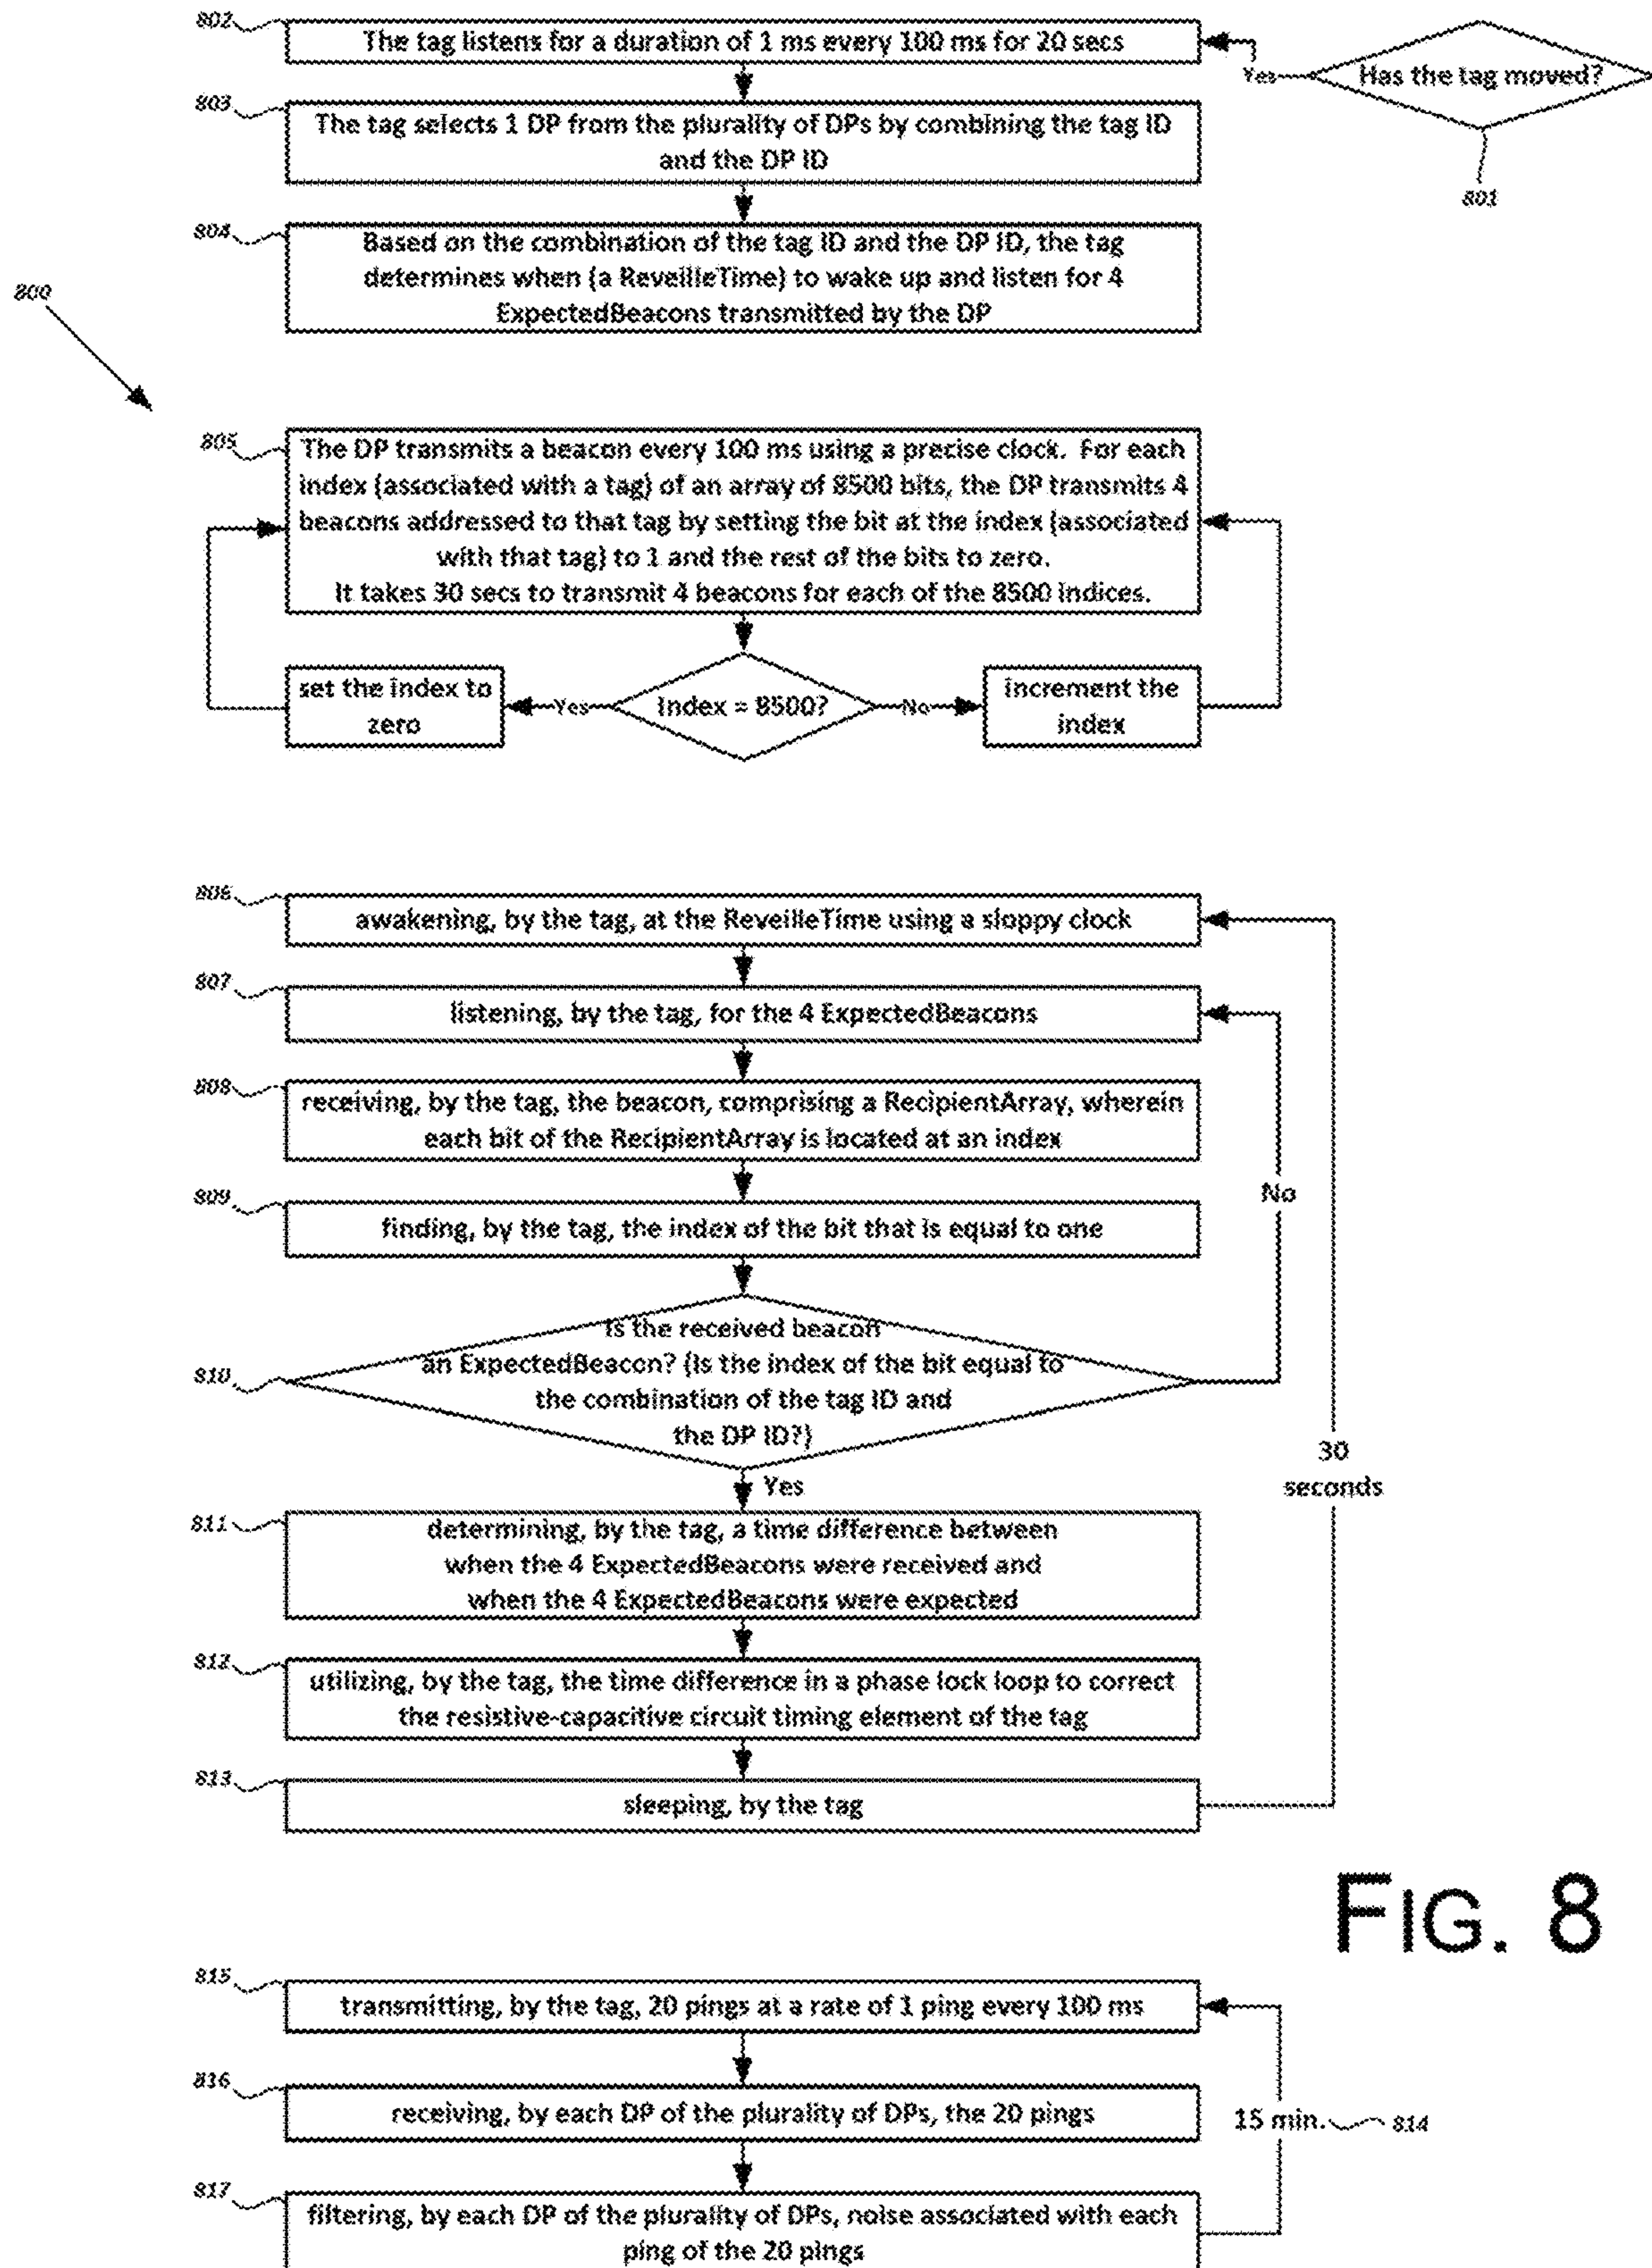 802
The tag listens for a duration of 1 ms every 100 ms for 20 secs
Yes
Has the tag moved?
801
803
The tag selects 1 DP from the plurality of DPs by combining the tag ID
and the DP ID
804
Based on the combination of the tag ID and the DP ID, the tag
determines when (a ReveilleTime) to wake up and listen for 4
ExpectedBeacons transmitted by the DP
800
805
The DP transmits a beacon every 100 ms using a precise clock. For each
index (associated with a tag) of an array of 8500 bits, the DP transmits 4
beacons addressed to that tag by setting the bit at the index (associated
with that tag) to 1 and the rest of the bits to zero.
It takes 30 secs to transmit 4 beacons for each of the 8500 indices.
set the index to
zero
Yes
Index = 8500?
No
increment the
index
806
awakening, by the tag, at the ReveilleTime using a sloppy clock
807
listening, by the tag, for the 4 ExpectedBeacons
808
receiving, by the tag, the beacon, comprising a RecipientArray, wherein
each bit of the RecipientArray is located at an index
No
809
finding, by the tag, the index of the bit that is equal to one
810
Is the received beacon
an ExpectedBeacon? (Is the index of the bit equal to
the combination of the tag ID and
the DP ID?)
Yes
30
seconds
811
determining, by the tag, a time difference between
when the 4 ExpectedBeacons were received and
when the 4 ExpectedBeacons were expected
812
utilizing, by the tag, the time difference in a phase lock loop to correct
the resistive-capacitive circuit timing element of the tag
813
sleeping, by the tag
FIG. 8
815
transmitting, by the tag, 20 pings at a rate of 1 ping every 100 ms
816
receiving, by each DP of the plurality of DPs, the 20 pings
15 min.
814
817
filtering, by each DP of the plurality of DPs, noise associated with each
ping of the 20 pings